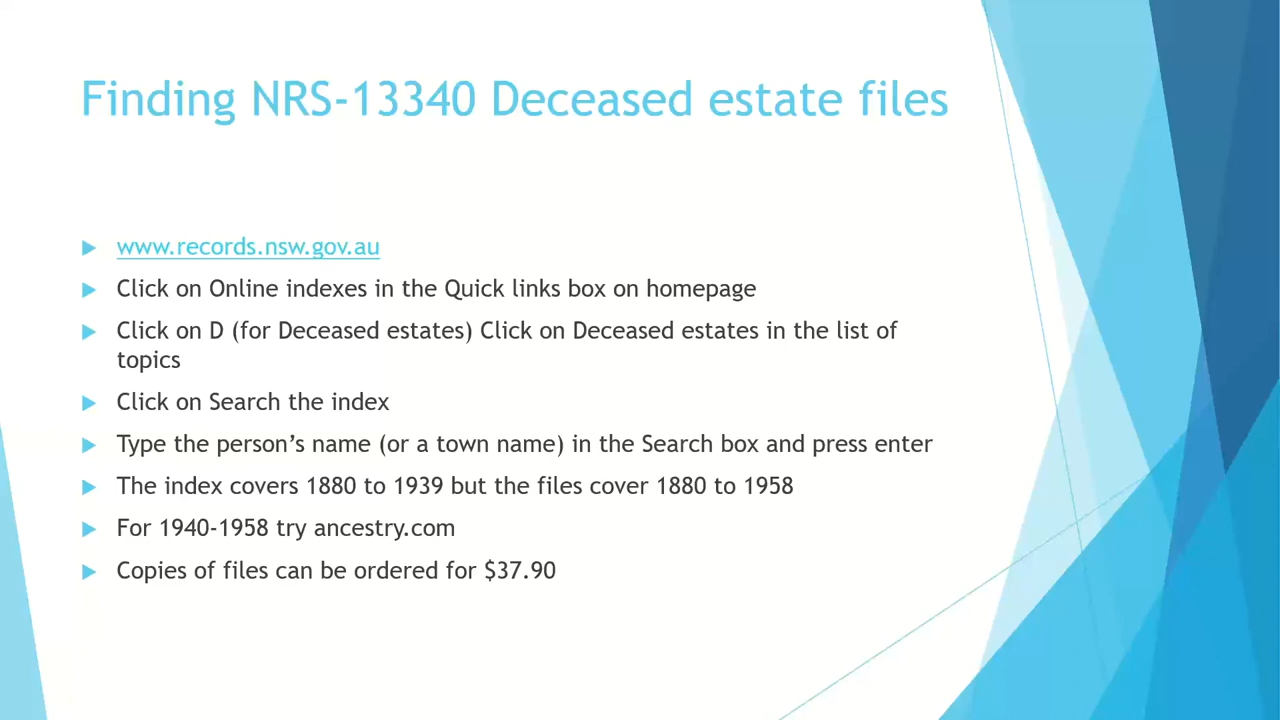 Finding NRS-13340 Deceased estate files
www.records.nsw.gov.au
Click on Online indexes in the Quick links box on homepage
Click on D (for Deceased estates) Click on Deceased estates in the list of
topics
Click on Search the index
Type the person’s name (or a town name) in the Search box and press enter
The index covers 1880 to 1939 but the files cover 1880 to 1958
For 1940-1958 try ancestry.com
Copies of files can be ordered for $37.90